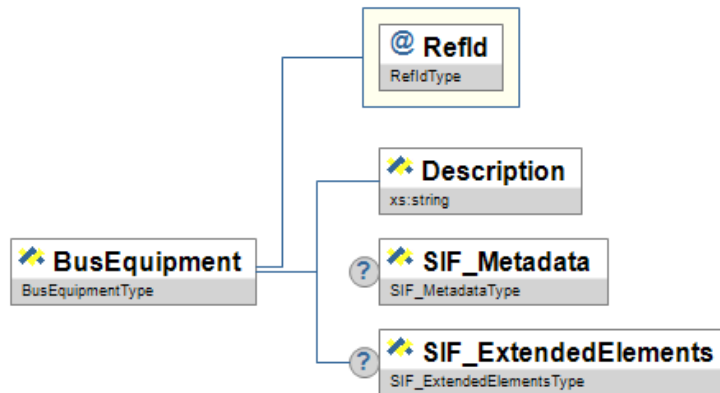 @ RefId
RefIdType
Description
xs:string
BusEquipment
BusEquipmentType
? SIF_Metadata
SIF_MetadataType
? SIF_ExtendedElements
SIF_ExtendedElementsType